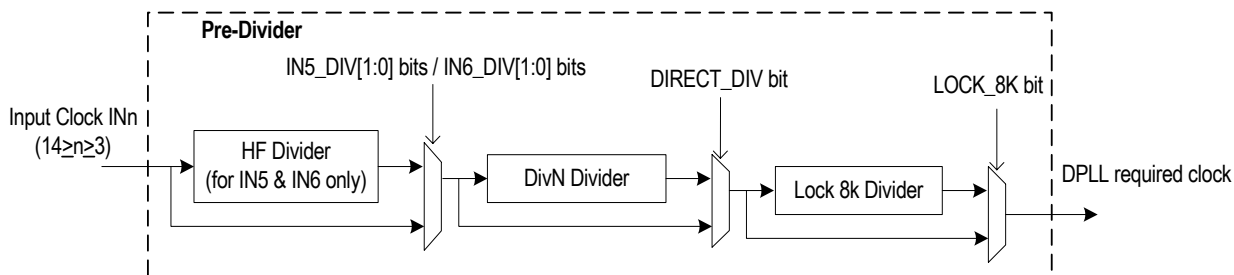 Pre-Divider
IN5_DIV[1:0] bits / IN6_DIV[1:0] bits
DIRECT_DIV bit
LOCK_8K bit
Input Clock INn
(14≥n≥3)
HF Divider
(for IN5 & IN6 only)
DivN Divider
Lock 8k Divider
DPLL required clock